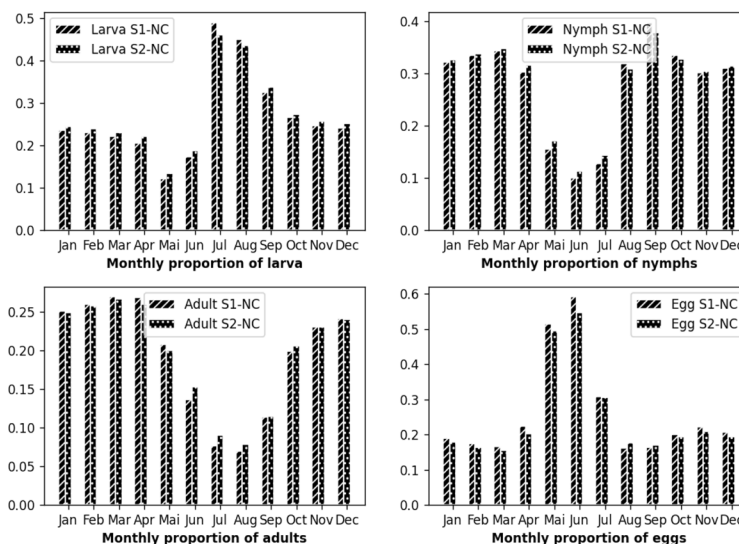 0.5
0.4
0.3
0.2
0.1
0.0
Larva S1-NC
Larva S2-NC
Jan Feb Mar Apr Mai Jun Jul Aug Sep Oct Nov Dec
Monthly proportion of larva
0.4
0.3
0.2
0.1
0.0
Nymph S1-NC
Nymph S2-NC
Jan Feb Mar Apr Mai Jun Jul Aug Sep Oct Nov Dec
Monthly proportion of nymphs
0.25
0.20
0.15
0.10
0.05
0.00
Adult S1-NC
Adult S2-NC
Jan Feb Mar Apr Mai Jun Jul Aug Sep Oct Nov Dec
Monthly proportion of adults
0.6
0.5
0.4
0.3
0.2
0.1
0.0
Egg S1-NC
Egg S2-NC
Jan Feb Mar Apr Mai Jun Jul Aug Sep Oct Nov Dec
Monthly proportion of eggs